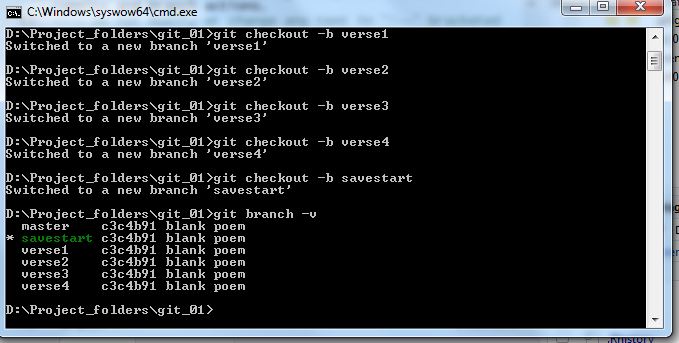 C:\Windows\syswow64\cmd.exe
D:\Project_folders\git_01>git checkout -b verse1
Switched to a new branch 'verse1'
D:\Project_folders\git_01>git checkout -b verse2
Switched to a new branch 'verse2'
D:\Project_folders\git_01>git checkout -b verse3
Switched to a new branch 'verse3'
D:\Project_folders\git_01>git checkout -b verse4
Switched to a new branch 'verse4'
D:\Project_folders\git_01>git checkout -b savestart
Switched to a new branch 'savestart'
D:\Project_folders\git_01>git branch -v
master c3c4b91 blank poem
* savestart c3c4b91 blank poem
verse1 c3c4b91 blank poem
verse2 c3c4b91 blank poem
verse3 c3c4b91 blank poem
verse4 c3c4b91 blank poem
D:\Project_folders\git_01>